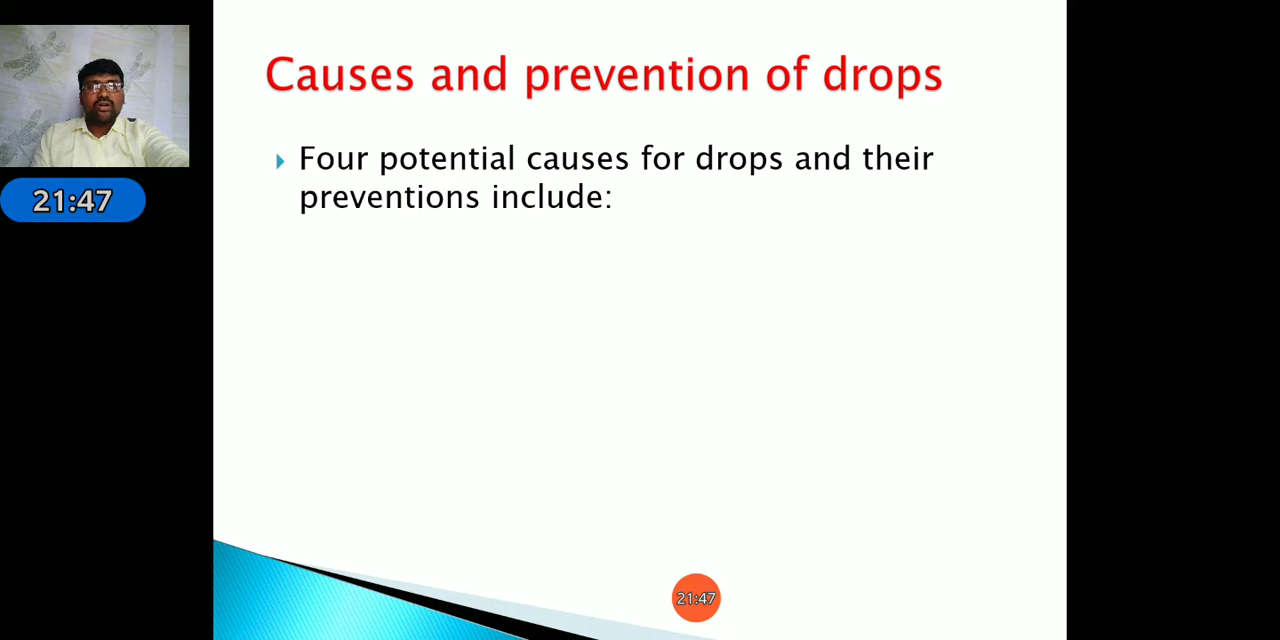 Causes and prevention of drops
21:47
Four potential causes for drops and their
preventions include:
21:47